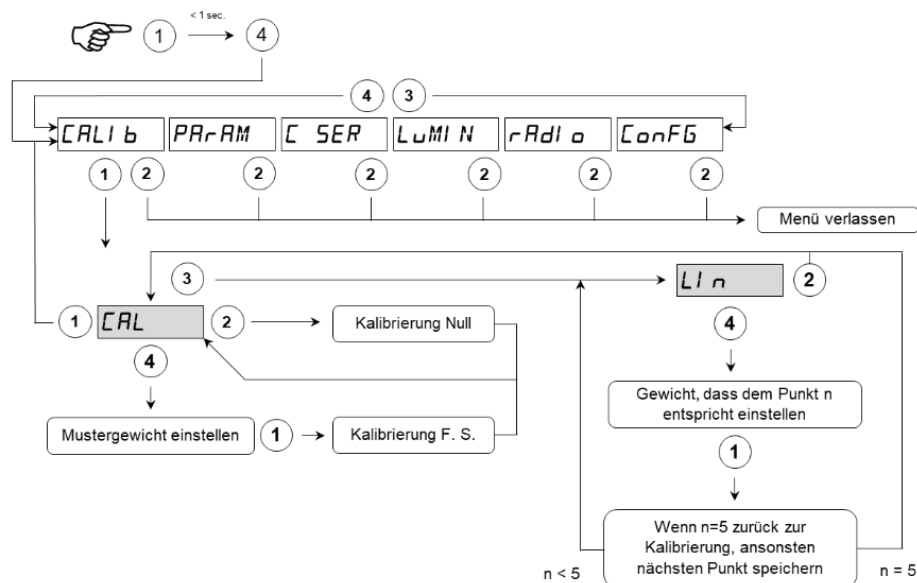 < 1 sec.
1 4
4 3
CALIb PArAM C SER LuMIN rAdIo ConFG
1 2 2 2 2 2 2
Menü verlassen
3 LIn 2
1 CAL 2 Kalibrierung Null
4 4
Gewicht, dass dem Punkt n
entspricht einstellen
Mustergewicht einstellen 1 Kalibrierung F. S.
1
Wenn n=5 zurück zur
Kalibrierung, ansonsten
nächsten Punkt speichern
n < 5 n = 5